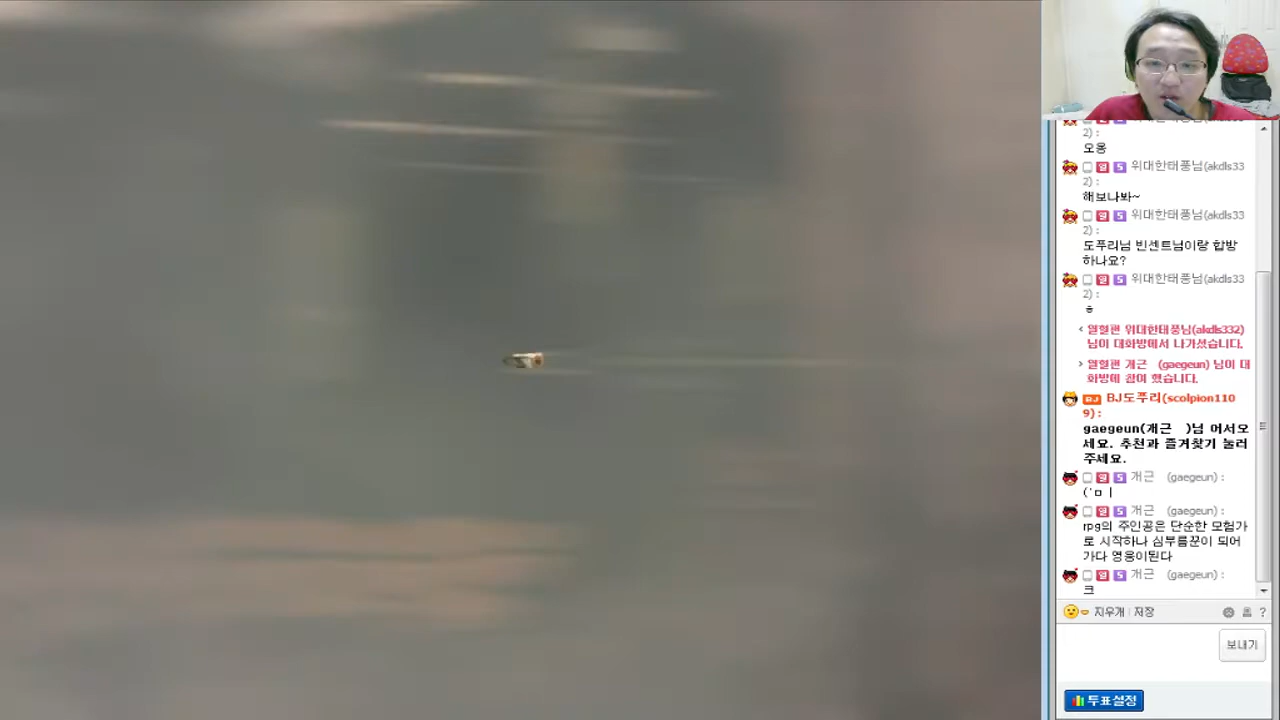 2) :
오옹
위대한태풍님(akdls33
2) :
해보나봐~
위대한태풍님(akdls33
2) :
도푸리님 빈센트님이랑 합방
하나요?
위대한태풍님(akdls33
2) :
ㅎ
열혈팬 위대한태풍님(akdls332)
님이 대화방에서 나가셨습니다.
열혈팬 개근 (gaegeun) 님이 대
화방에 참여 했습니다.
BJ BJ도푸리(scolpion110
9) :
gaegeun(개근 )님 어서오
세요. 추천과 즐겨찾기 눌러
주세요.
열 S 개근 (gaegeun) :
('ㅁ |
열 S 개근 (gaegeun) :
rpg의 주인공은 단순한 모험가
로 시작하나 심부름꾼이 되어
가다 영웅이된다
열 S 개근 (gaegeun) :
크
지우개 | 저장 ?
보내기
투표설정